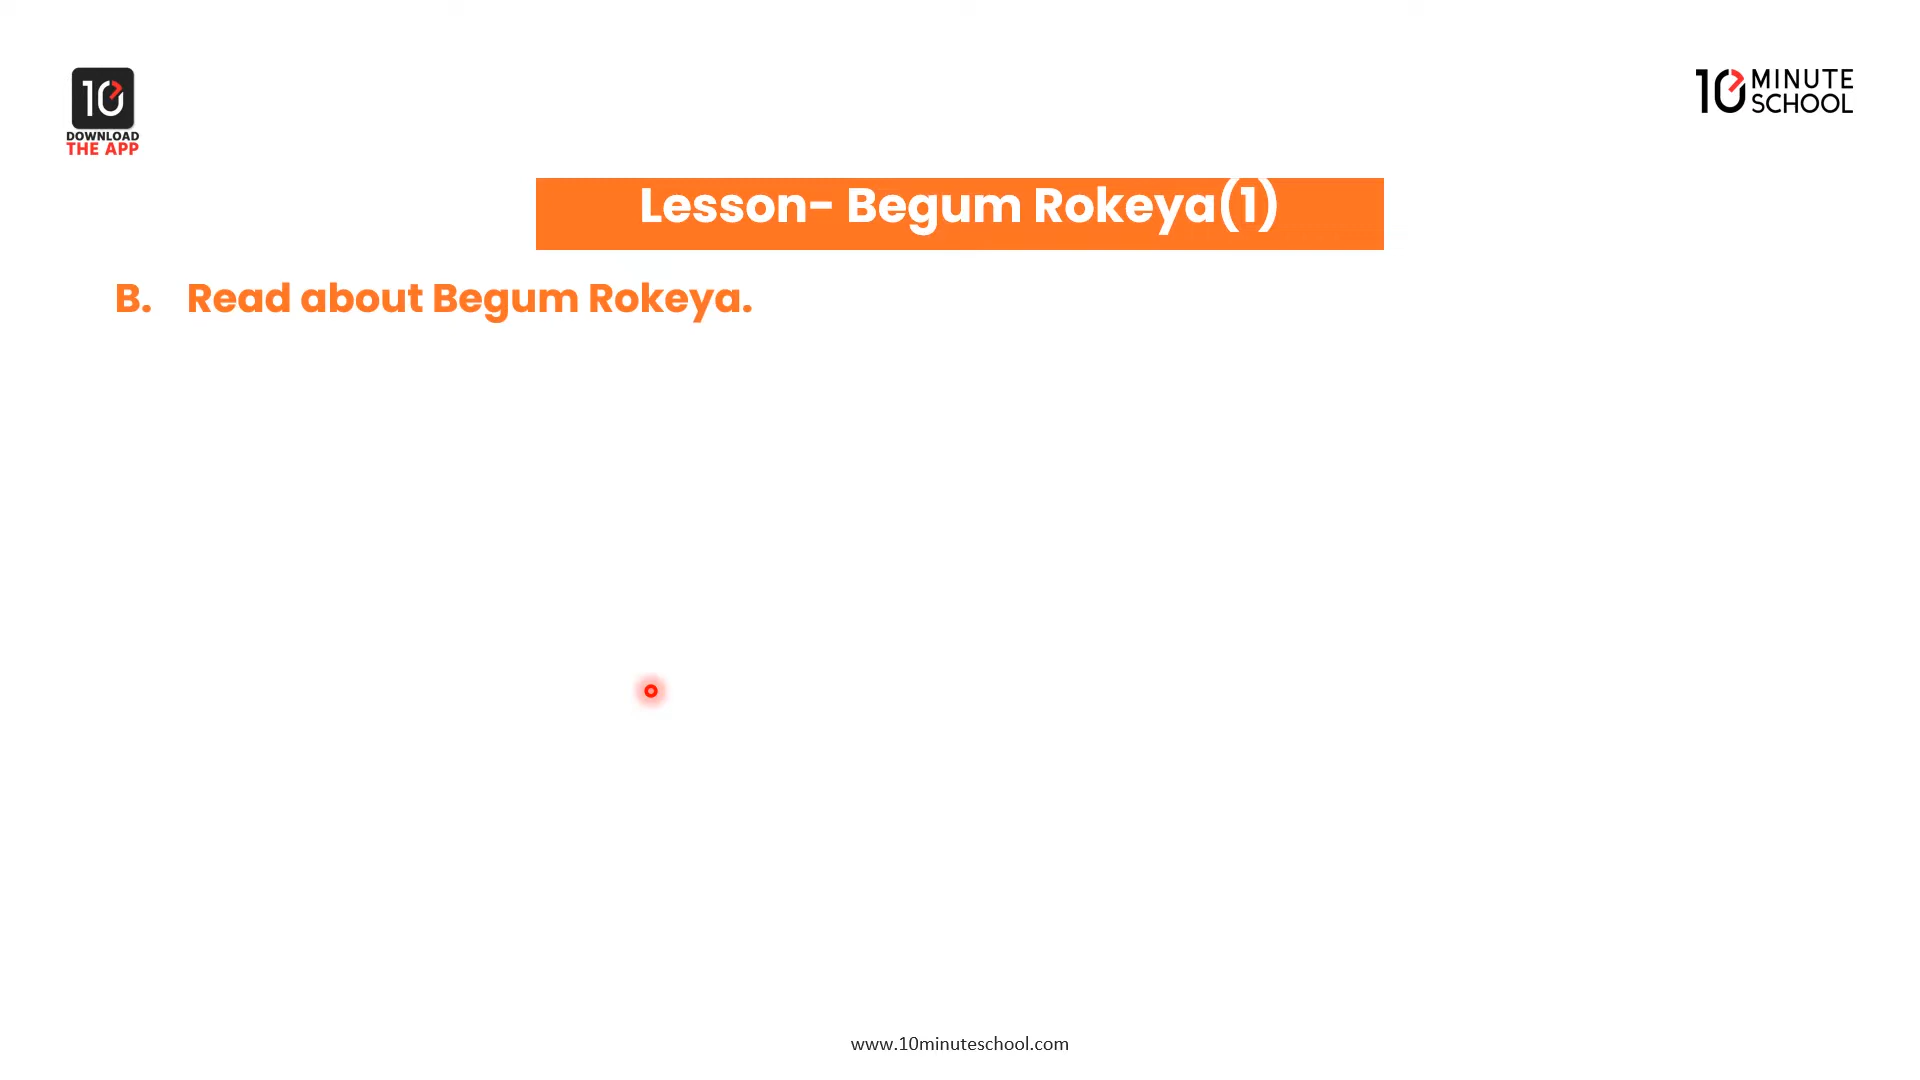 10
DOWNLOAD
THE APP
10 MINUTE
SCHOOL
Lesson- Begum Rokeya(1)
B. Read about Begum Rokeya.
www.10minuteschool.com